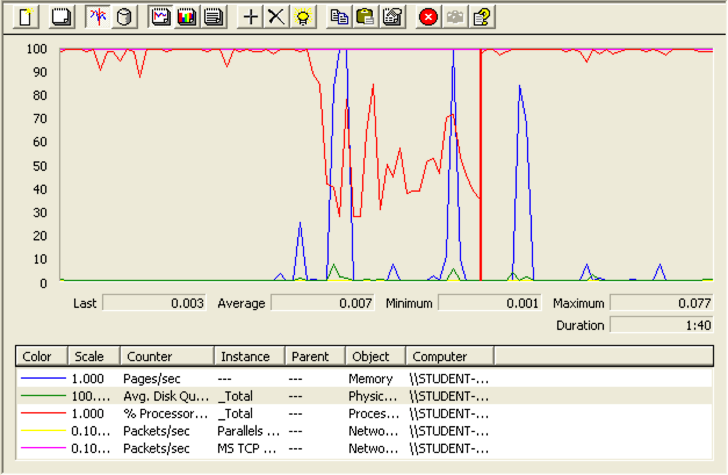 100
90
80
70
60
50
40
30
20
10
0
Last 0.003 Average 0.007 Minimum 0.001 Maximum 0.077
Duration 1:40
Color Scale Counter Instance Parent Object Computer
1.000 Pages/sec --- --- Memory \\STUDENT-...
100.... Avg. Disk Qu... _Total --- Physic... \\STUDENT-...
1.000 % Processor... _Total --- Proces... \\STUDENT-...
0.10... Packets/sec Parallels ... --- Netwo... \\STUDENT-...
0.10... Packets/sec MS TCP ... --- Netwo... \\STUDENT-...